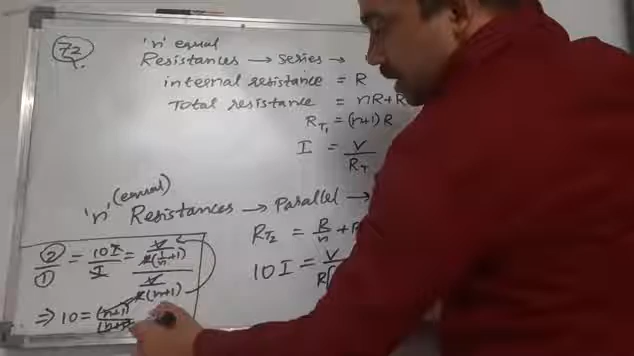 72
'n' equal
Resistances → series →
internal resistance = R
Total resistance = nR+R
R_T1 = (n+1)R
I = V/R_T
'n' (equal) Resistances → Parallel →
R_T2 = R/n +
10I = V/R
②/① = 10I/I = V/R(1/n+1) / V/R(n+1)
⇒ 10 = (n+1)